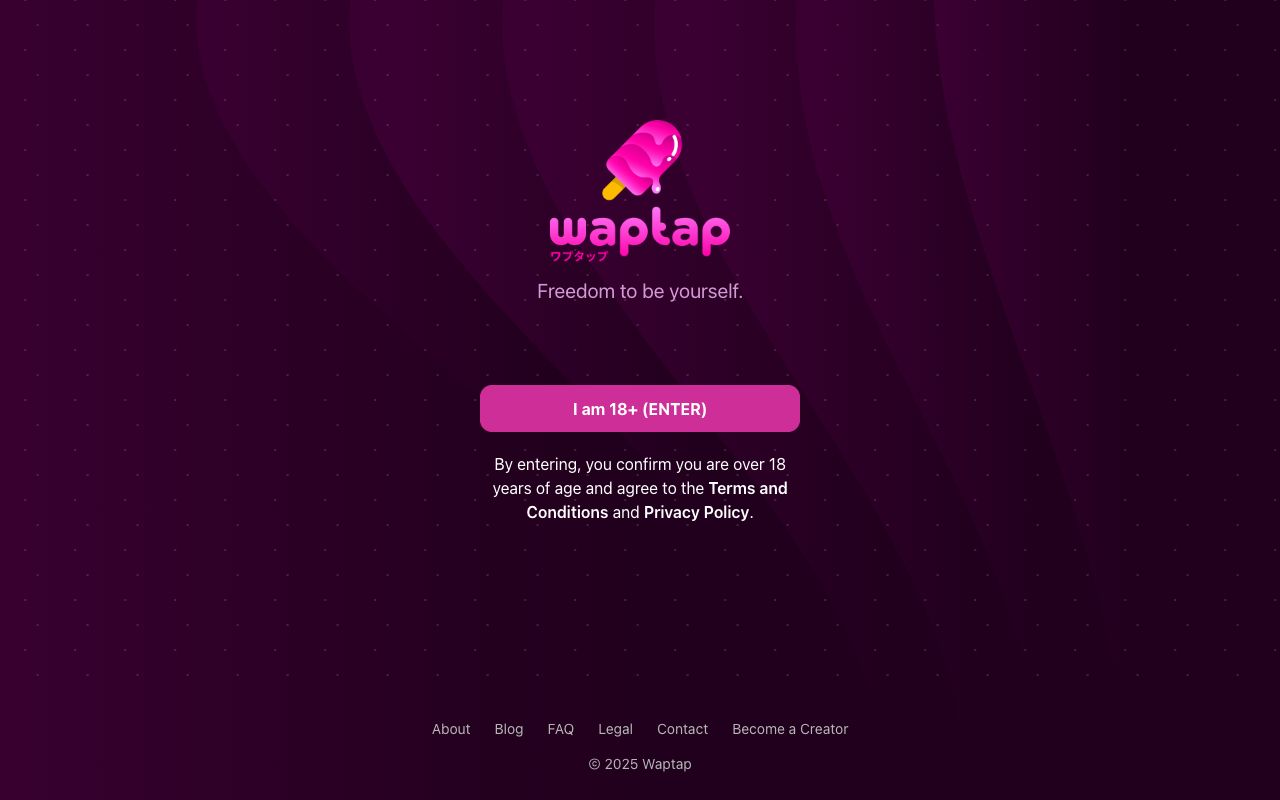 waptap
ワプタップ
Freedom to be yourself.
I am 18+ (ENTER)
By entering, you confirm you are over 18
years of age and agree to the Terms and
Conditions and Privacy Policy.
About Blog FAQ Legal Contact Become a Creator
© 2025 Waptap